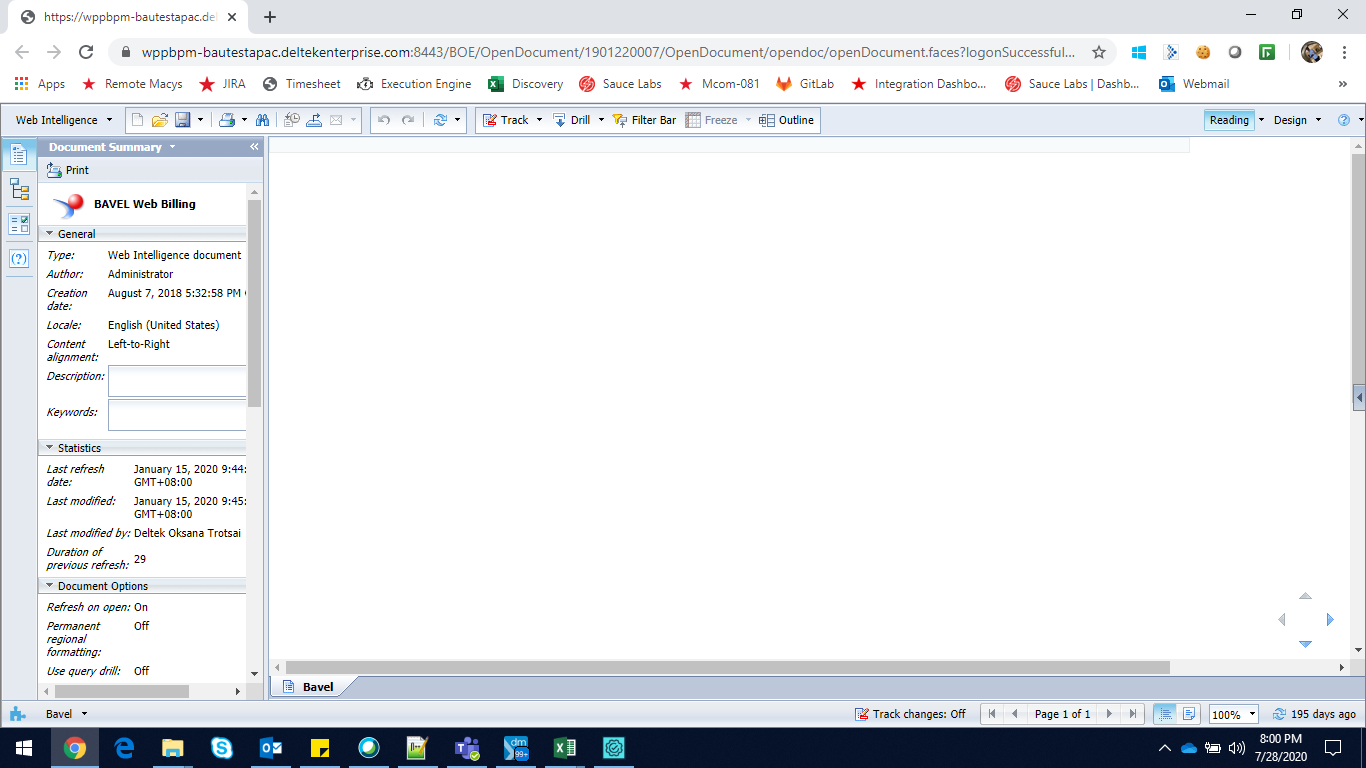 https://wppbpm-bautestapac.del
wppbpm-bautestapac.deltekenterprise.com:8443/BOE/OpenDocument/1901220007/OpenDocument/opendoc/openDocument.faces?logonSuccessful...
Apps Remote Macys JIRA Timesheet Execution Engine Discovery Sauce Labs Mcom-081 GitLab Integration Dashbo... Sauce Labs | Dashb... Webmail »
Web Intelligence Track Drill Filter Bar Freeze Outline Reading Design
Document Summary
Print
BAVEL Web Billing
General
Type: Web Intelligence document
Author: Administrator
Creation date: August 7, 2018 5:32:58 PM
Locale: English (United States)
Content alignment: Left-to-Right
Description:
Keywords:
Statistics
Last refresh date: January 15, 2020 9:44: GMT+08:00
Last modified: January 15, 2020 9:45: GMT+08:00
Last modified by: Deltek Oksana Trotsai
Duration of previous refresh: 29
Document Options
Refresh on open: On
Permanent regional formatting: Off
Use query drill: Off
Bavel
Bavel Track changes: Off Page 1 of 1 100% 195 days ago
99+
8:00 PM
7/28/2020